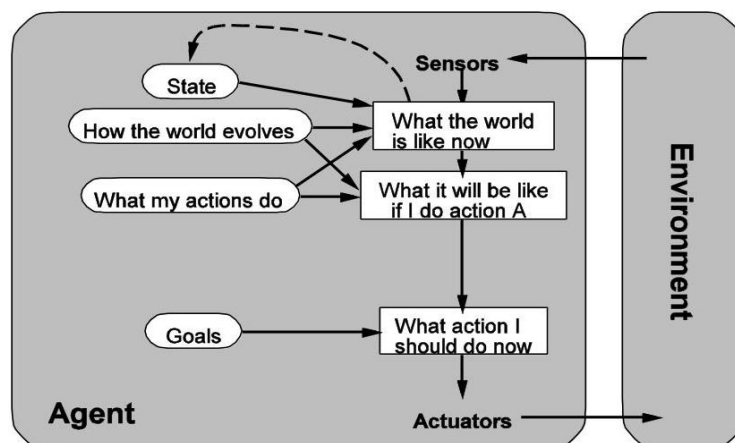 Sensors
State
How the world evolves
What the world
is like now
What my actions do
What it will be like
if I do action A
Goals
What action I
should do now
Agent
Actuators
Environment